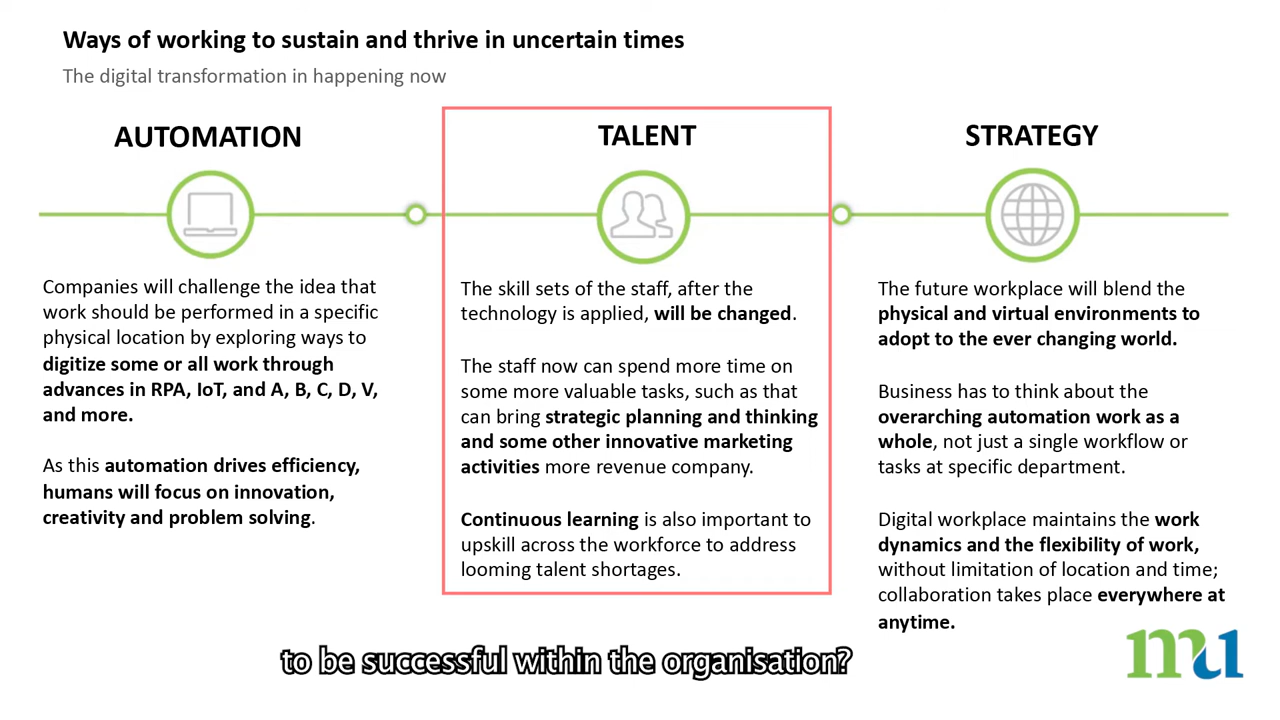 Ways of working to sustain and thrive in uncertain times
The digital transformation in happening now
AUTOMATION
Companies will challenge the idea that
work should be performed in a specific
physical location by exploring ways to
digitize some or all work through
advances in RPA, IoT, and A, B, C, D, V,
and more.
As this automation drives efficiency,
humans will focus on innovation,
creativity and problem solving.
TALENT
The skill sets of the staff, after the
technology is applied, will be changed.
The staff now can spend more time on
some more valuable tasks, such as that
can bring strategic planning and thinking
and some other innovative marketing
activities more revenue company.
Continuous learning is also important to
upskill across the workforce to address
looming talent shortages.
STRATEGY
The future workplace will blend the
physical and virtual environments to
adopt to the ever changing world.
Business has to think about the
overarching automation work as a
whole, not just a single workflow or
tasks at specific department.
Digital workplace maintains the work
dynamics and the flexibility of work,
without limitation of location and time;
collaboration takes place everywhere at
anytime.
to be successful within the organisation?
mu